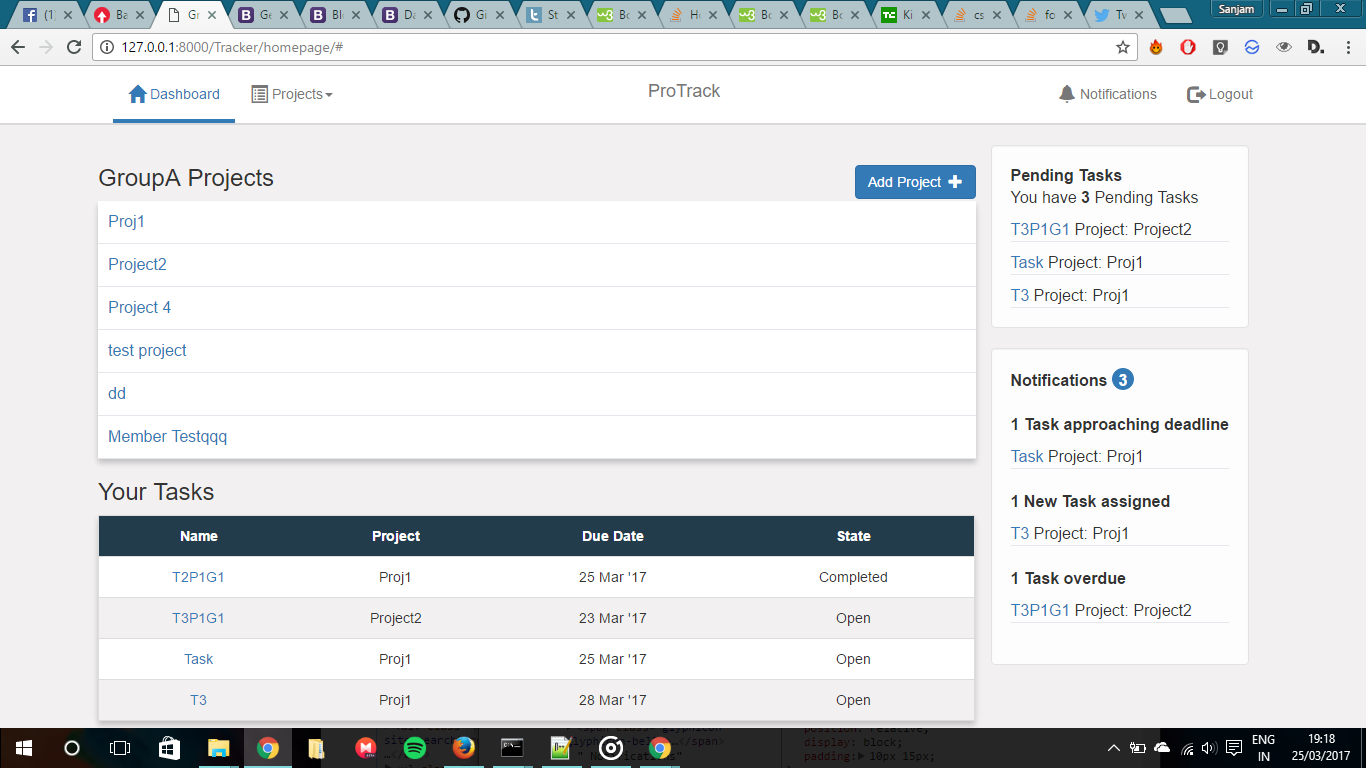 (1)
Ba
Gr
Ge
Bl
Da
Gi
St
Bo
Ho
Bo
Bo
Ki
cs
fo
Tv
Sanjam
127.0.0.1:8000/Tracker/homepage/#
Dashboard
Projects
ProTrack
Notifications
Logout
GroupA Projects
Add Project
Proj1
Project2
Project 4
test project
dd
Member Testqqq
Your Tasks
Name Project Due Date State
T2P1G1 Proj1 25 Mar '17 Completed
T3P1G1 Project2 23 Mar '17 Open
Task Proj1 25 Mar '17 Open
T3 Proj1 28 Mar '17 Open
Pending Tasks
You have 3 Pending Tasks
T3P1G1 Project: Project2
Task Project: Proj1
T3 Project: Proj1
Notifications 3
1 Task approaching deadline
Task Project: Proj1
1 New Task assigned
T3 Project: Proj1
1 Task overdue
T3P1G1 Project: Project2
display: block;
padding: 10px 15px;
ENG
IN
19:18
25/03/2017